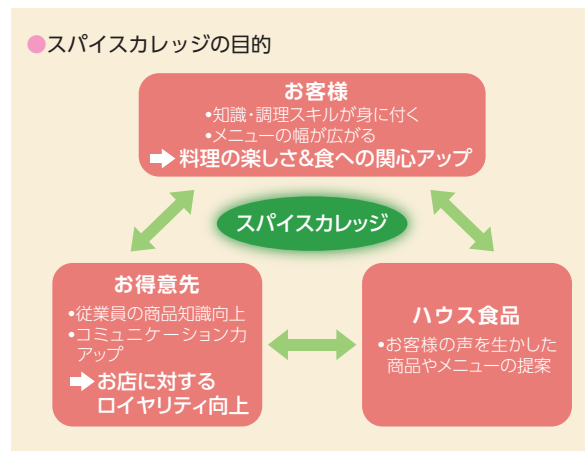 ●スパイスカレッジの目的
お客様
•知識・調理スキルが身に付く
•メニューの幅が広がる
➡料理の楽しさ&食への関心アップ
スパイスカレッジ
お得意先
•従業員の商品知識向上
•コミュニケーション力
アップ
➡お店に対する
ロイヤリティ向上
ハウス食品
•お客様の声を生かした
商品やメニューの提案